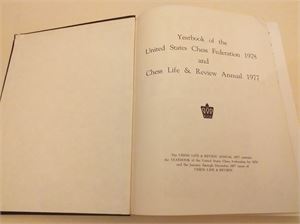 Yearbook of the
United States Chess Federation 1976
and
Chess Life & Review Annual 1977
The CHESS LIFE & REVIEW ANNUAL 1977 contains
the YEARBOOK of the United States Chess Federation for 1976
and the January through December 1977 issues of
CHESS LIFE & REVIEW.